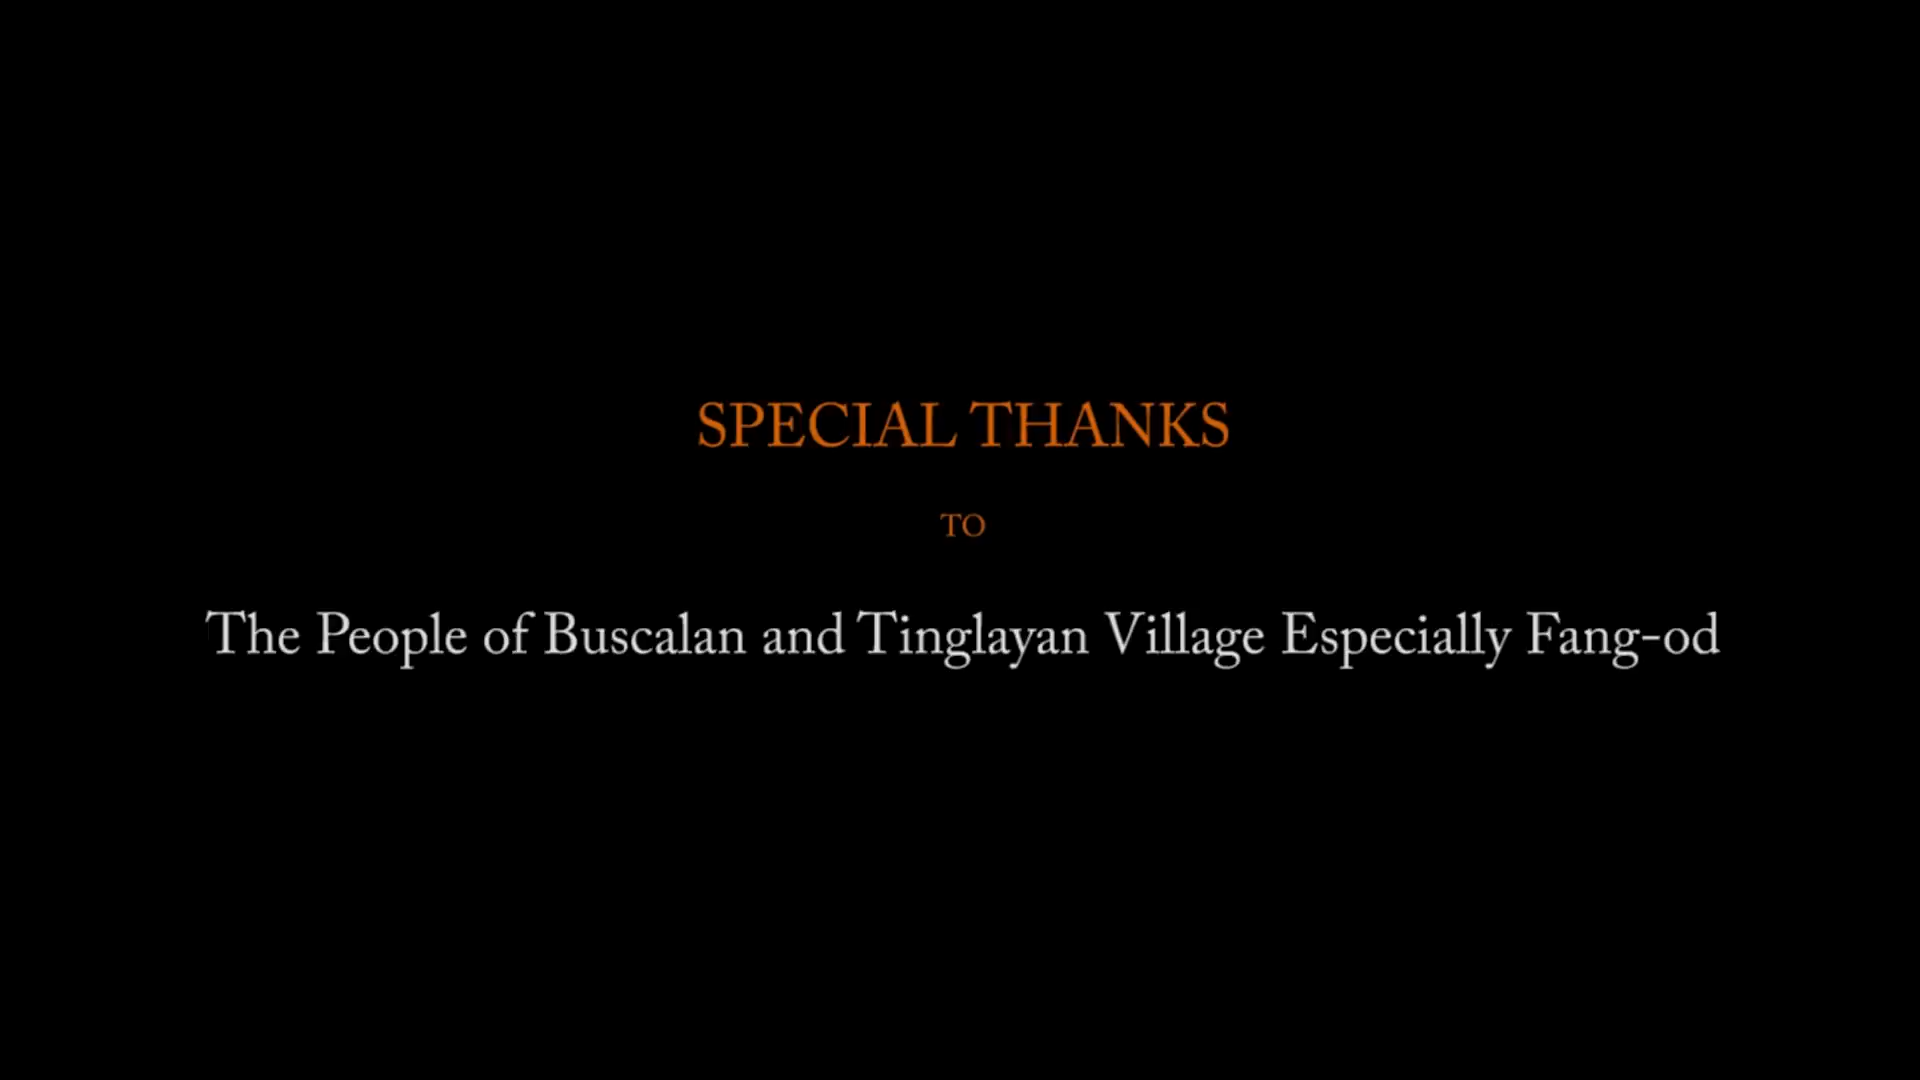 SPECIAL THANKS
TO
The People of Buscalan and Tinglayan Village Especially Fang-od